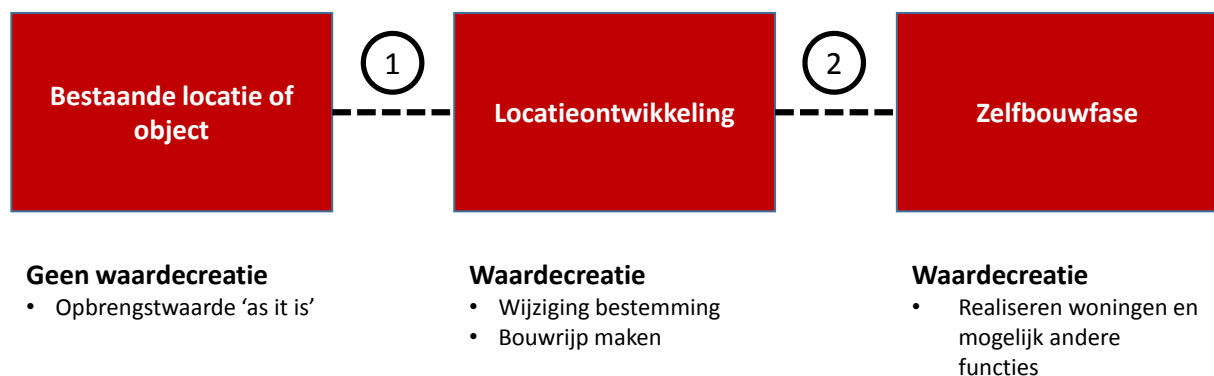 Bestaande locatie of
object
1
Locatieontwikkeling
2
Zelfbouwfase
Geen waardecreatie
• Opbrengstwaarde ‘as it is’
Waardecreatie
• Wijziging bestemming
• Bouwrijp maken
Waardecreatie
• Realiseren woningen en
mogelijk andere
functies